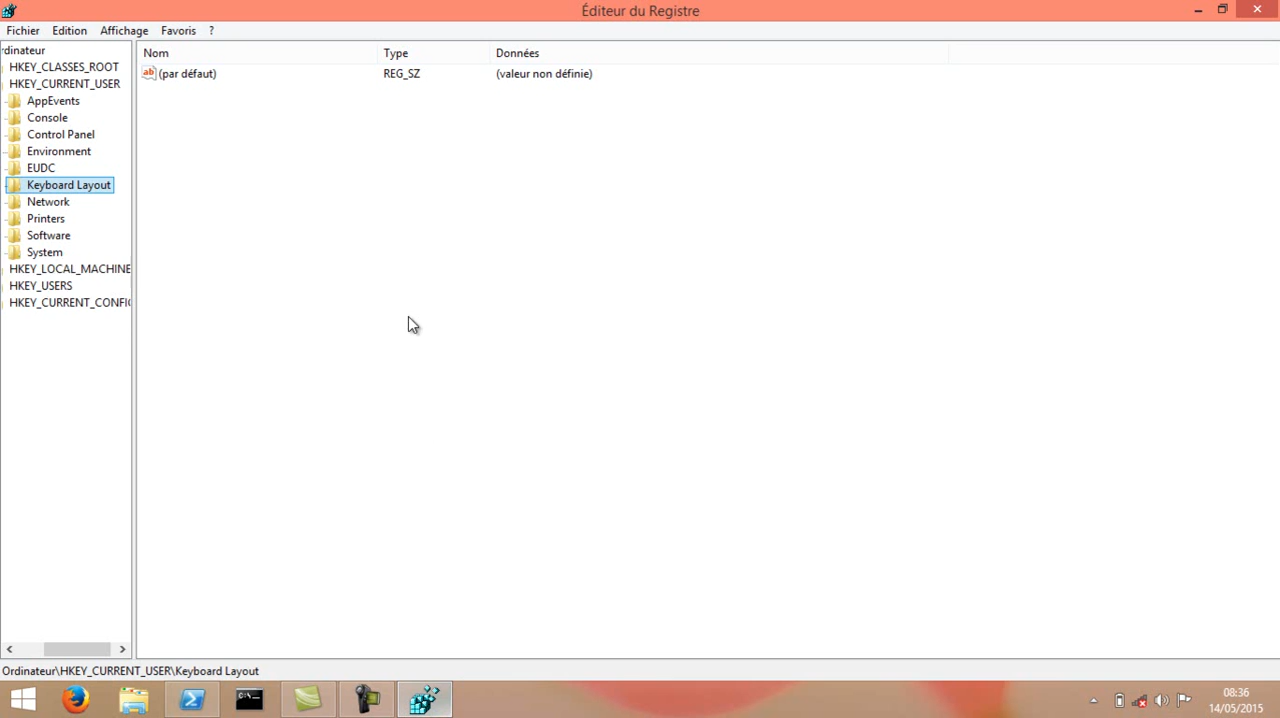 Éditeur du Registre
Fichier Edition Affichage Favoris ?
rdinateur
HKEY_CLASSES_ROOT
HKEY_CURRENT_USER
AppEvents
Console
Control Panel
Environment
EUDC
Keyboard Layout
Network
Printers
Software
System
HKEY_LOCAL_MACHINE
HKEY_USERS
HKEY_CURRENT_CONFIG
Nom Type Données
ab (par défaut) REG_SZ (valeur non définie)
Ordinateur\HKEY_CURRENT_USER\Keyboard Layout
C:\
08:36
14/05/2015